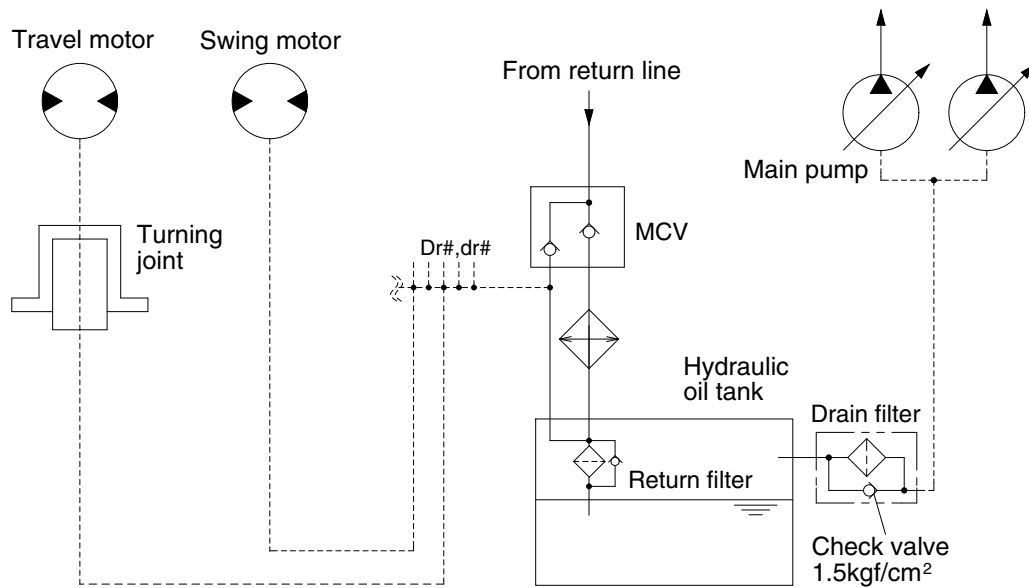 Travel motor
Swing motor
From return line
Main pump
Turning
joint
Dr#,dr#
MCV
Hydraulic
oil tank
Drain filter
Return filter
Check valve
1.5kgf/cm²